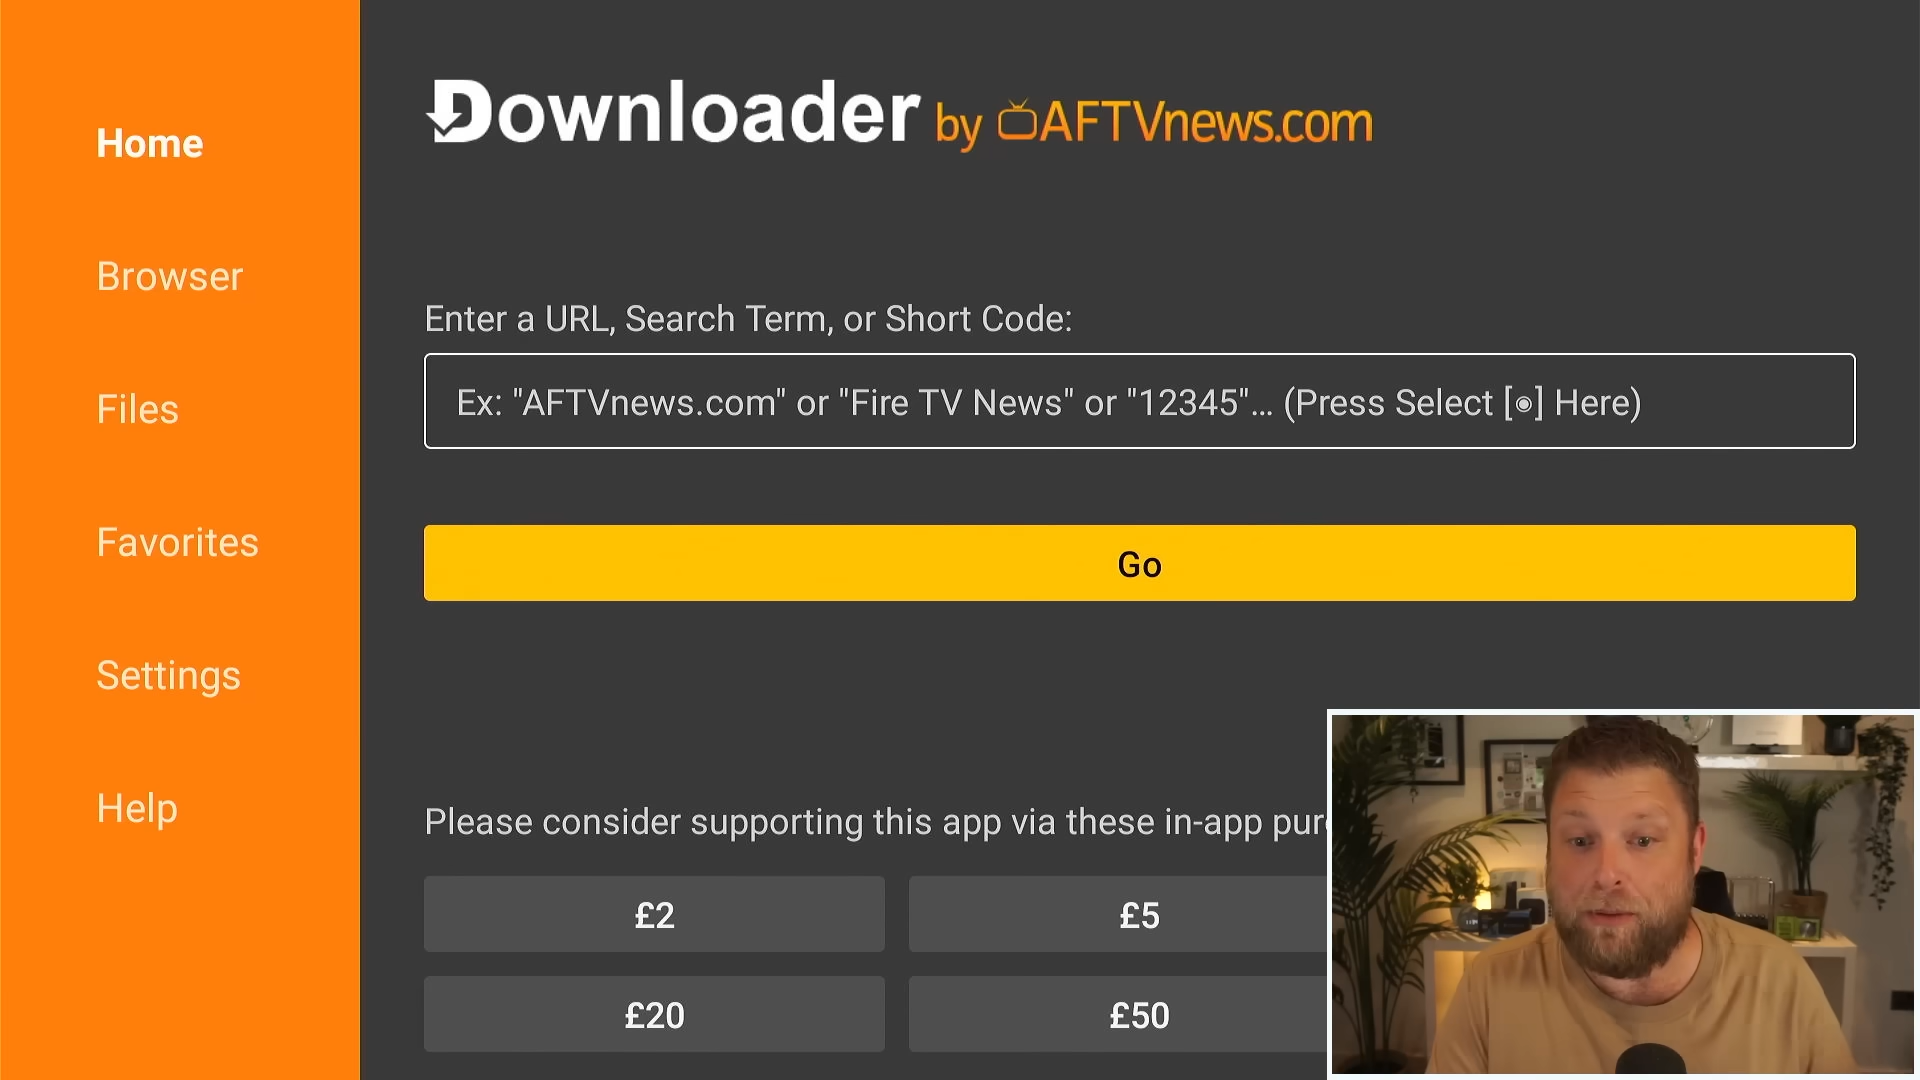 Home
Browser
Files
Favorites
Settings
Help
Downloader by AFTVnews.com
Enter a URL, Search Term, or Short Code:
Ex: "AFTVnews.com" or "Fire TV News" or "12345"... (Press Select [◉] Here)
Go
Please consider supporting this app via these in-app
£2
£5
£20
£50